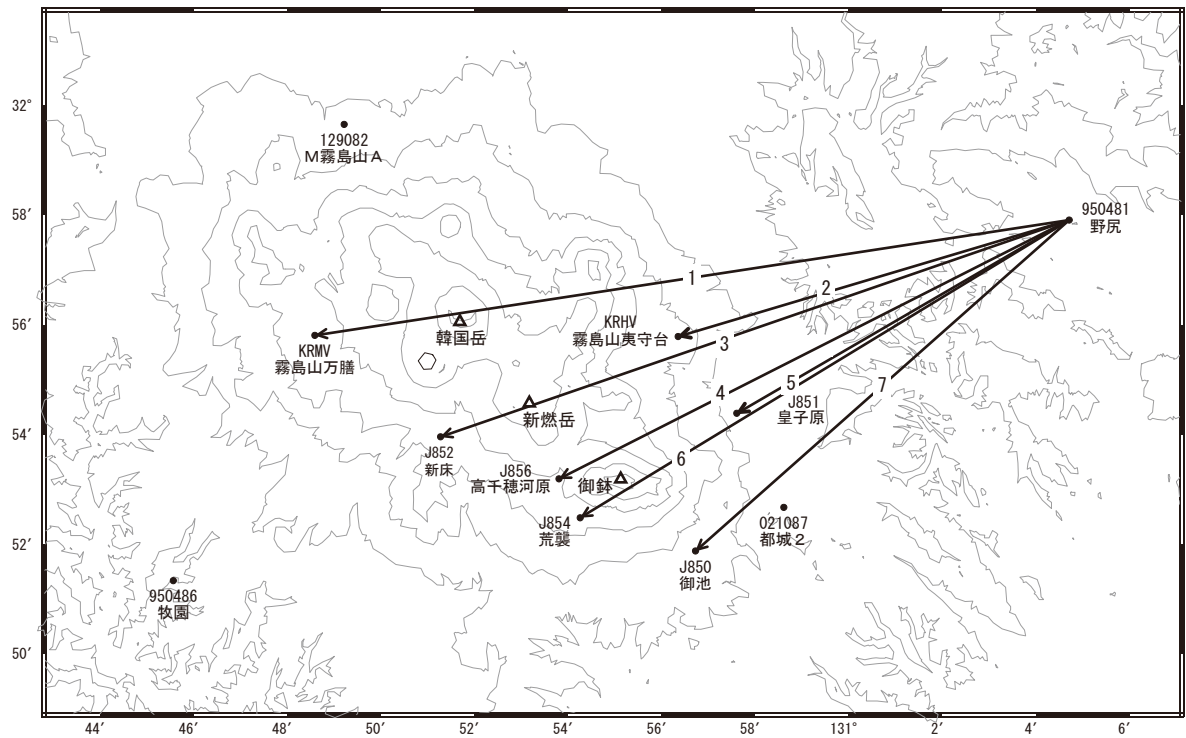 32°
129082
M霧島山A
58′
950481
野尻
1
2
56′
韓国岳
KRHV
霧島山夷守台
3
KRMV
霧島山万膳
4
5
7
J851
皇子原
新燃岳
54′
J852
新床
6
J856
高千穂河原
御鉢
J854
荒襲
021087
都城2
52′
J850
御池
950486
牧園
50′
44′ 46′ 48′ 50′ 52′ 54′ 56′ 58′ 131° 2′ 4′ 6′